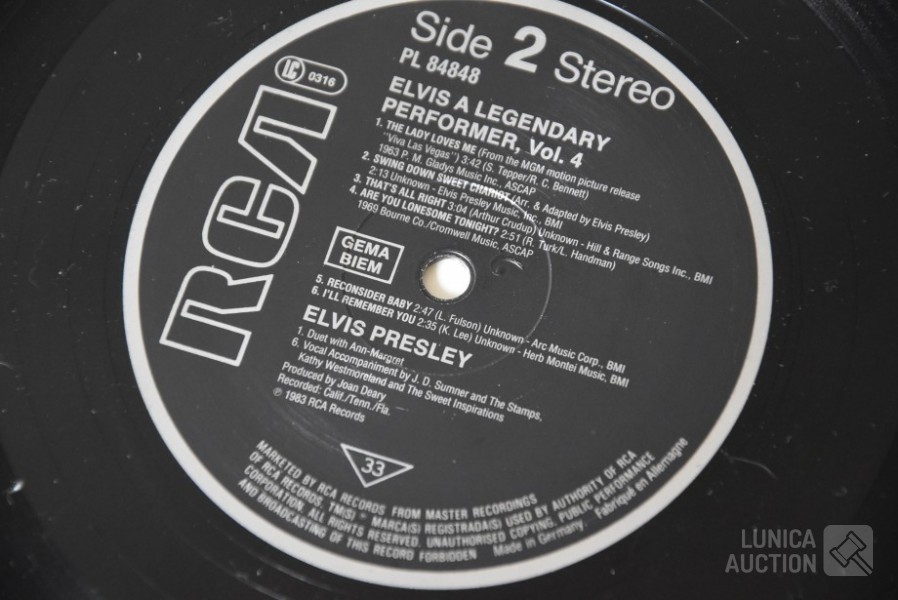 Side 2 Stereo
PL 84848
LC 0316
RCA
ELVIS A LEGENDARY
PERFORMER, Vol. 4
1. THE LADY LOVES ME (From the MGM motion picture release
"Viva Las Vegas") 3:42 (S. Tepper/R. C. Bennett)
1963 P. M. Gladys Music Inc., ASCAP
2. SWING DOWN SWEET CHARIOT (Arr. & Adapted by Elvis Presley)
2:13 Unknown - Elvis Presley Music, Inc., BMI
3. THAT'S ALL RIGHT 3:04 (Arthur Crudup) Unknown - Hill & Range Songs Inc., BMI
4. ARE YOU LONESOME TONIGHT? 2:51 (R. Turk/L. Handman)
1969 Bourne Co./Cromwell Music, ASCAP
GEMA
BIEM
5. RECONSIDER BABY 2:47 (L. Fulson) Unknown - Arc Music Corp., BMI
6. I'LL REMEMBER YOU 2:35 (K. Lee) Unknown - Herb Montei Music, BMI
ELVIS PRESLEY
1. Duet with Ann-Margret
6. Vocal Accompaniment by J. D. Sumner and The Stamps,
Kathy Westmoreland and The Sweet Inspirations
Produced by Joan Deary
Recorded: Calif./Tenn./Fla.
℗ 1983 RCA Records
33
MARKETED BY RCA RECORDS FROM MASTER RECORDINGS
OF RCA RECORDS, TM(S) ® MARCA(S) REGISTRADA(S) USED BY AUTHORITY OF RCA
CORPORATION. ALL RIGHTS RESERVED. UNAUTHORISED COPYING, PUBLIC PERFORMANCE
AND BROADCASTING OF THIS RECORD FORBIDDEN Made in Germany. Fabriqué en Allemagne
LUNICA
AUCTION